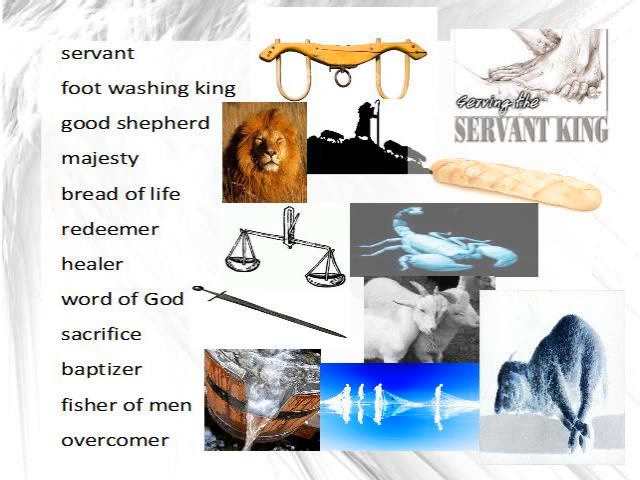 servant
foot washing king
good shepherd
majesty
bread of life
redeemer
healer
word of God
sacrifice
baptizer
fisher of men
overcomer
Serving the
SERVANT KING